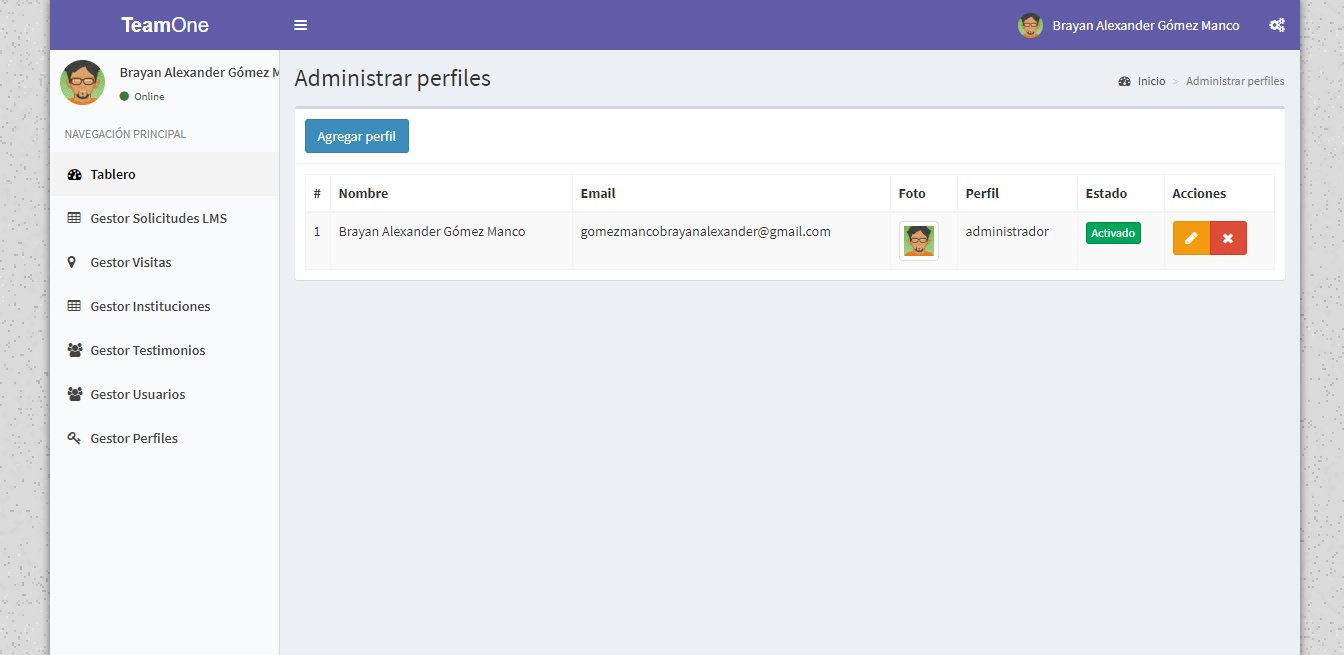 TeamOne
Brayan Alexander Gómez Manco
Brayan Alexander Gómez M
Online
NAVEGACIÓN PRINCIPAL
Tablero
Gestor Solicitudes LMS
Gestor Visitas
Gestor Instituciones
Gestor Testimonios
Gestor Usuarios
Gestor Perfiles
Administrar perfiles
Inicio > Administrar perfiles
Agregar perfil
# Nombre Email Foto Perfil Estado Acciones
1 Brayan Alexander Gómez Manco gomezmancobrayanalexander@gmail.com administrador Activado